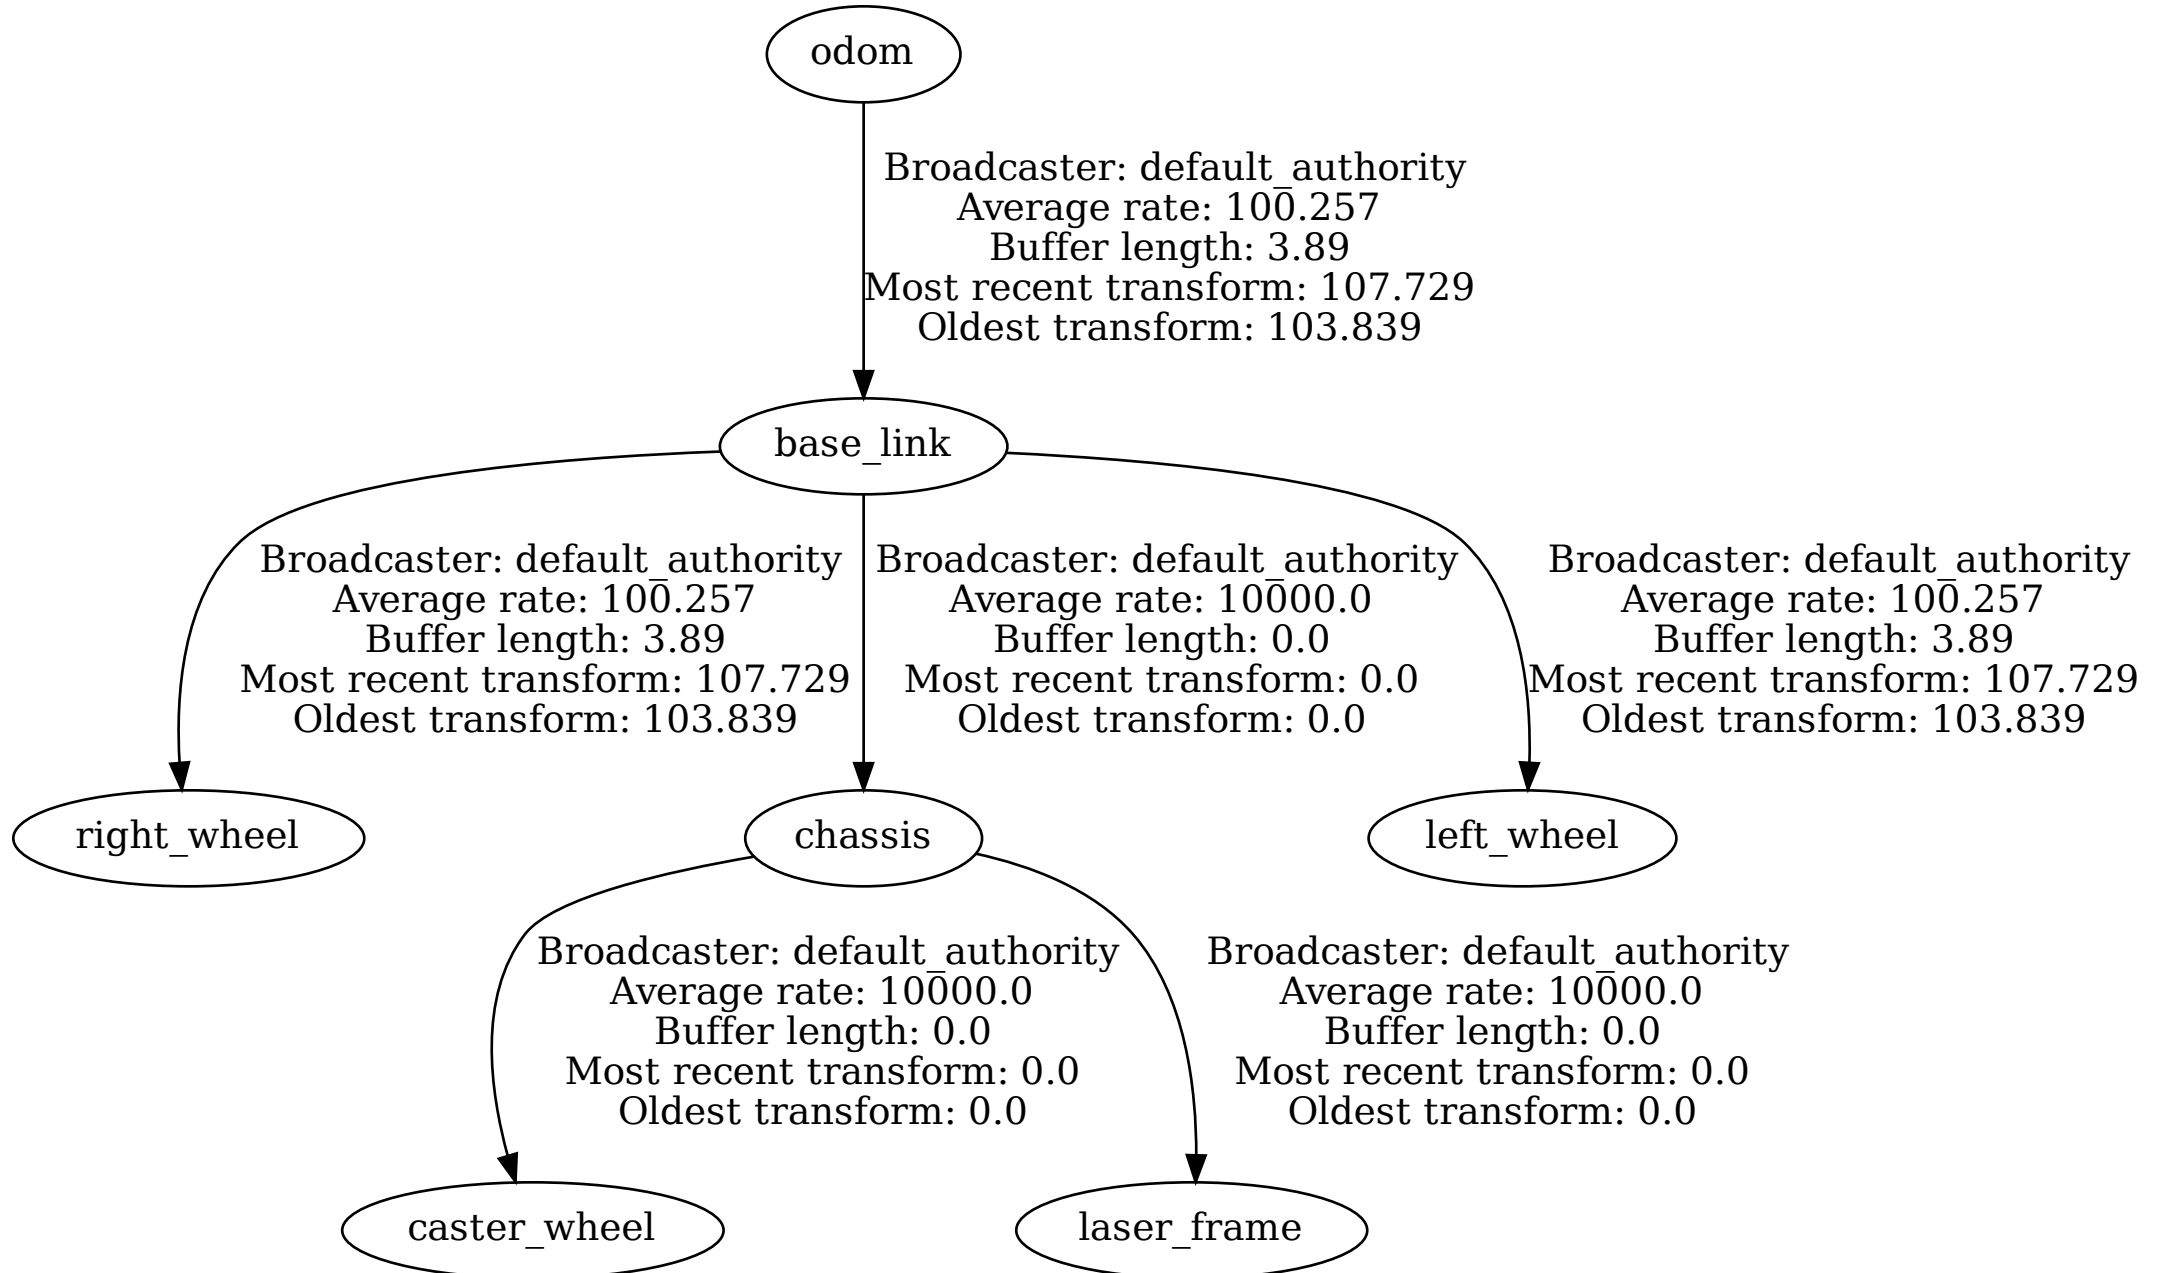 odom
Broadcaster: default_authority
Average rate: 100.257
Buffer length: 3.89
Most recent transform: 107.729
Oldest transform: 103.839
base_link
Broadcaster: default_authority
Average rate: 100.257
Buffer length: 3.89
Most recent transform: 107.729
Oldest transform: 103.839
Broadcaster: default_authority
Average rate: 10000.0
Buffer length: 0.0
Most recent transform: 0.0
Oldest transform: 0.0
Broadcaster: default_authority
Average rate: 100.257
Buffer length: 3.89
Most recent transform: 107.729
Oldest transform: 103.839
right_wheel
chassis
left_wheel
Broadcaster: default_authority
Average rate: 10000.0
Buffer length: 0.0
Most recent transform: 0.0
Oldest transform: 0.0
Broadcaster: default_authority
Average rate: 10000.0
Buffer length: 0.0
Most recent transform: 0.0
Oldest transform: 0.0
caster_wheel
laser_frame